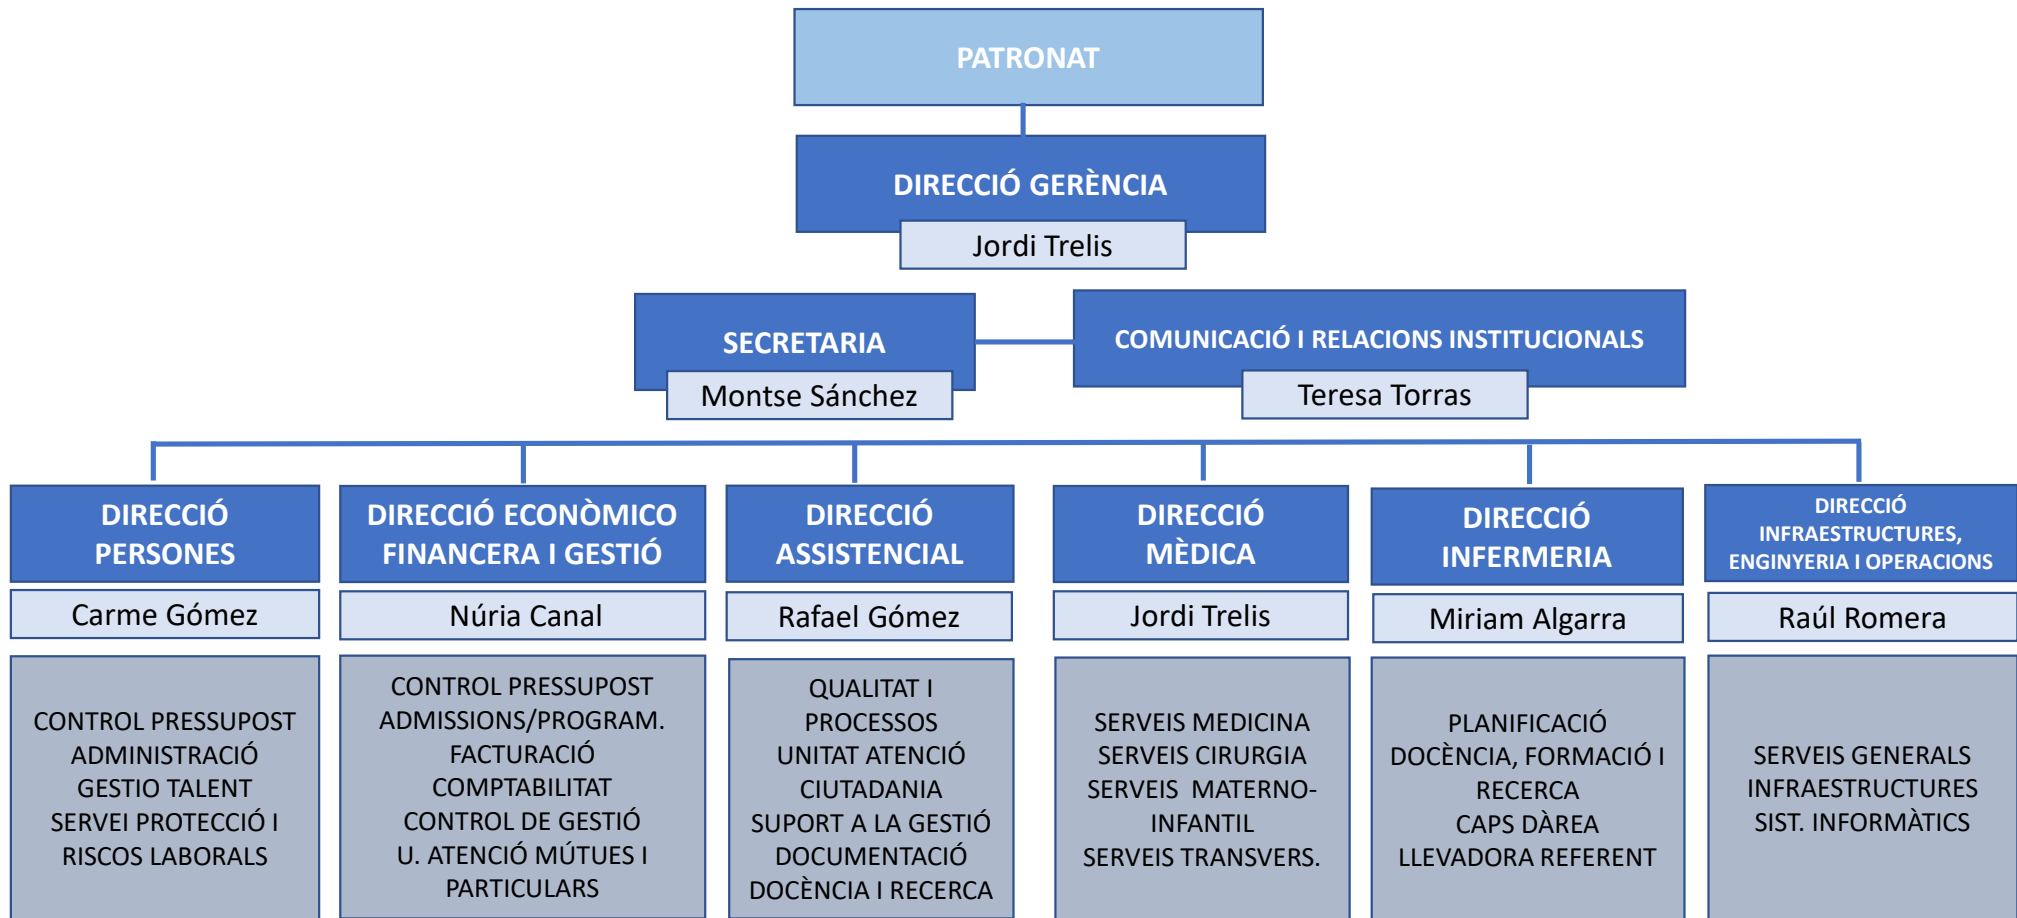 PATRONAT
DIRECCIÓ GERÈNCIA
Jordi Trelis
SECRETARIA
Montse Sánchez
COMUNICACIÓ I RELACIONS INSTITUCIONALS
Teresa Torras
DIRECCIÓ
PERSONES
Carme Gómez
CONTROL PRESSUPOST
ADMINISTRACIÓ
GESTIO TALENT
SERVEI PROTECCIÓ I
RISCOS LABORALS
DIRECCIÓ ECONÒMICO
FINANCERA I GESTIÓ
Núria Canal
CONTROL PRESSUPOST
ADMISSIONS/PROGRAM.
FACTURACIÓ
COMPTABILITAT
CONTROL DE GESTIÓ
U. ATENCIÓ MÚTUES I
PARTICULARS
DIRECCIÓ
ASSISTENCIAL
Rafael Gómez
QUALITAT I
PROCESSOS
UNITAT ATENCIÓ
CIUTADANIA
SUPORT A LA GESTIÓ
DOCUMENTACIÓ
DOCÈNCIA I RECERCA
DIRECCIÓ
MÈDICA
Jordi Trelis
SERVEIS MEDICINA
SERVEIS CIRURGIA
SERVEIS MATERNO-
INFANTIL
SERVEIS TRANSVERS.
DIRECCIÓ
INFERMERIA
Miriam Algarra
PLANIFICACIÓ
DOCÈNCIA, FORMACIÓ I
RECERCA
CAPS DÀREA
LLEVADORA REFERENT
DIRECCIÓ
INFRAESTRUCTURES,
ENGINYERIA I OPERACIONS
Raúl Romera
SERVEIS GENERALS
INFRAESTRUCTURES
SIST. INFORMÀTICS